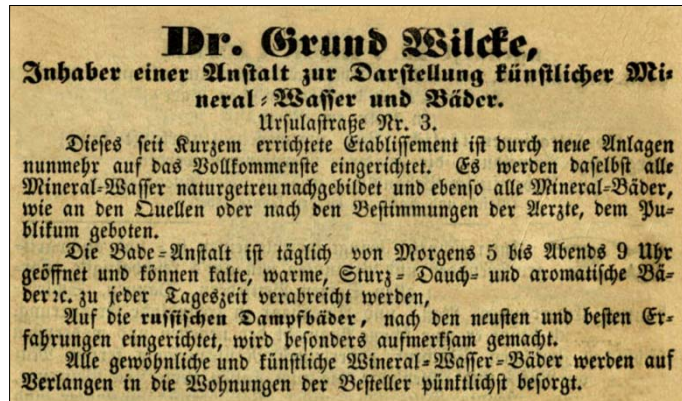 Dr. Grund Wilcke,
Inhaber einer Anstalt zur Darstellung künstlicher Mi-
neral-Wasser und Bäder.
Ursulastraße Nr. 3.
Dieses seit Kurzem errichtete Etablissement ist durch neue Anlagen
nunmehr auf das Vollkommenste eingerichtet. Es werden daselbst alle
Mineral-Wasser naturgetreu nachgebildet und ebenso alle Mineral-Bäder,
wie an den Quellen oder nach den Bestimmungen der Aerzte, dem Pu-
blikum geboten.
Die Bade-Anstalt ist täglich von Morgens 5 bis Abends 9 Uhr
geöffnet und können kalte, warme, Sturz- Dauch- und aromatische Bä-
der ꝛc. zu jeder Tageszeit verabreicht werden,
Auf die russischen Dampfbäder, nach den neusten und besten Er-
fahrungen eingerichtet, wird besonders aufmerksam gemacht.
Alle gewöhnliche und künstliche Wineral-Wasser-Bäder werden auf
Verlangen in die Wohnungen der Besteller pünktlichst besorgt.